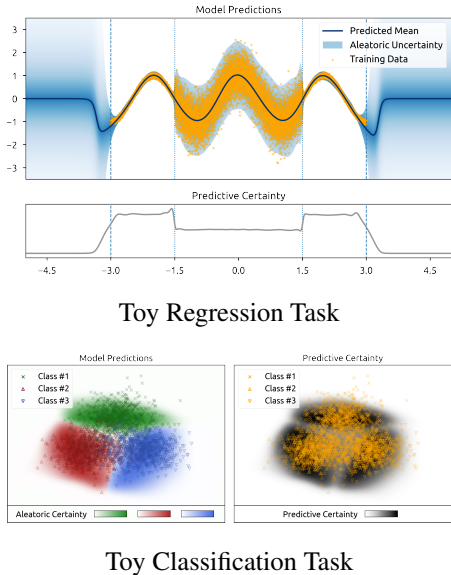 Model Predictions
Predicted Mean
Aleatoric Uncertainty
Training Data
3
2
1
0
−1
−2
−3
Predictive Certainty
−4.5 −3.0 −1.5 0.0 1.5 3.0 4.5
Toy Regression Task
Model Predictions
Class #1
Class #2
Class #3
Aleatoric Certainty
Predictive Certainty
Class #1
Class #2
Class #3
Predictive Certainty
Toy Classification Task